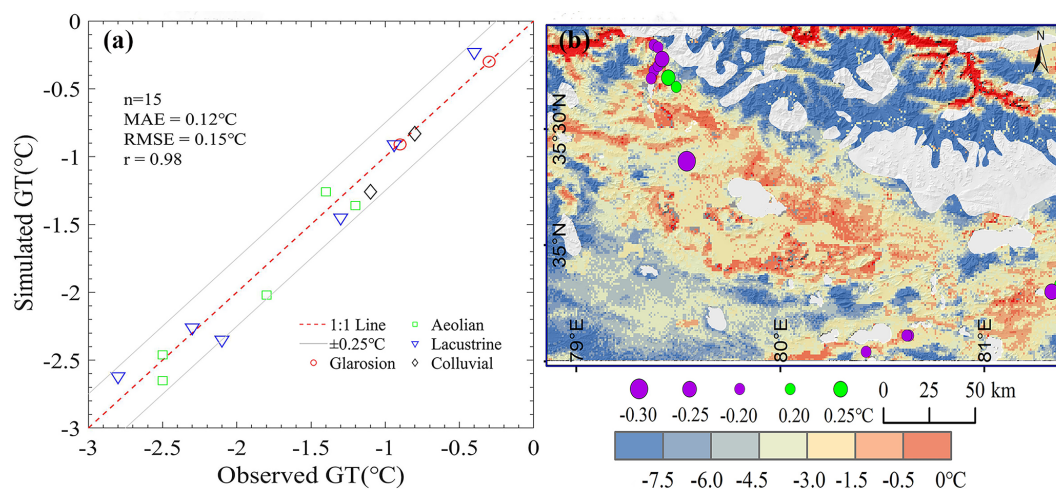 (a)
n=15
MAE = 0.12℃
RMSE = 0.15℃
r = 0.98
1:1 Line
±0.25℃
Glarosion
Aeolian
Lacustrine
Colluvial
0
-0.5
-1
-1.5
-2
-2.5
-3
Simulated GT(℃)
-3 -2.5 -2 -1.5 -1 -0.5 0
Observed GT(℃)
(b)
N
35°30'N
35°N
79°E 80°E 81°E
-0.30 -0.25 -0.20 0.20 0.25℃
0 25 50 km
-7.5 -6.0 -4.5 -3.0 -1.5 -0.5 0℃